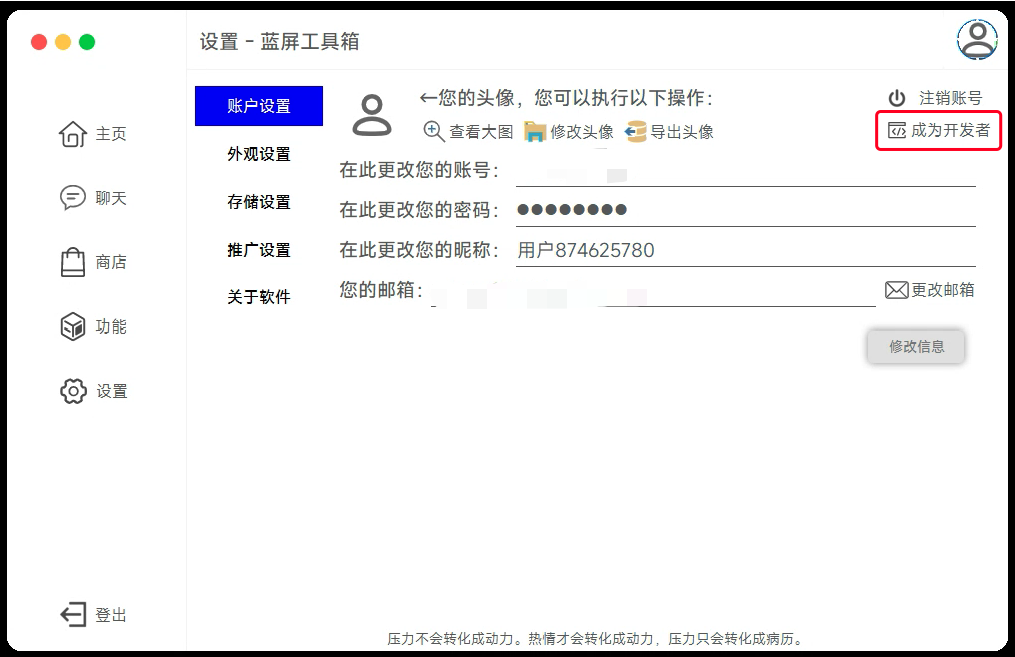 设置 - 蓝屏工具箱
主页
聊天
商店
功能
设置
登出
账户设置
外观设置
存储设置
推广设置
关于软件
←您的头像，您可以执行以下操作：
查看大图 修改头像 导出头像
注销账号
成为开发者
在此更改您的账号：
在此更改您的密码： ●●●●●●●●
在此更改您的昵称： 用户874625780
您的邮箱：
更改邮箱
修改信息
压力不会转化成动力。热情才会转化成动力，压力只会转化成病历。